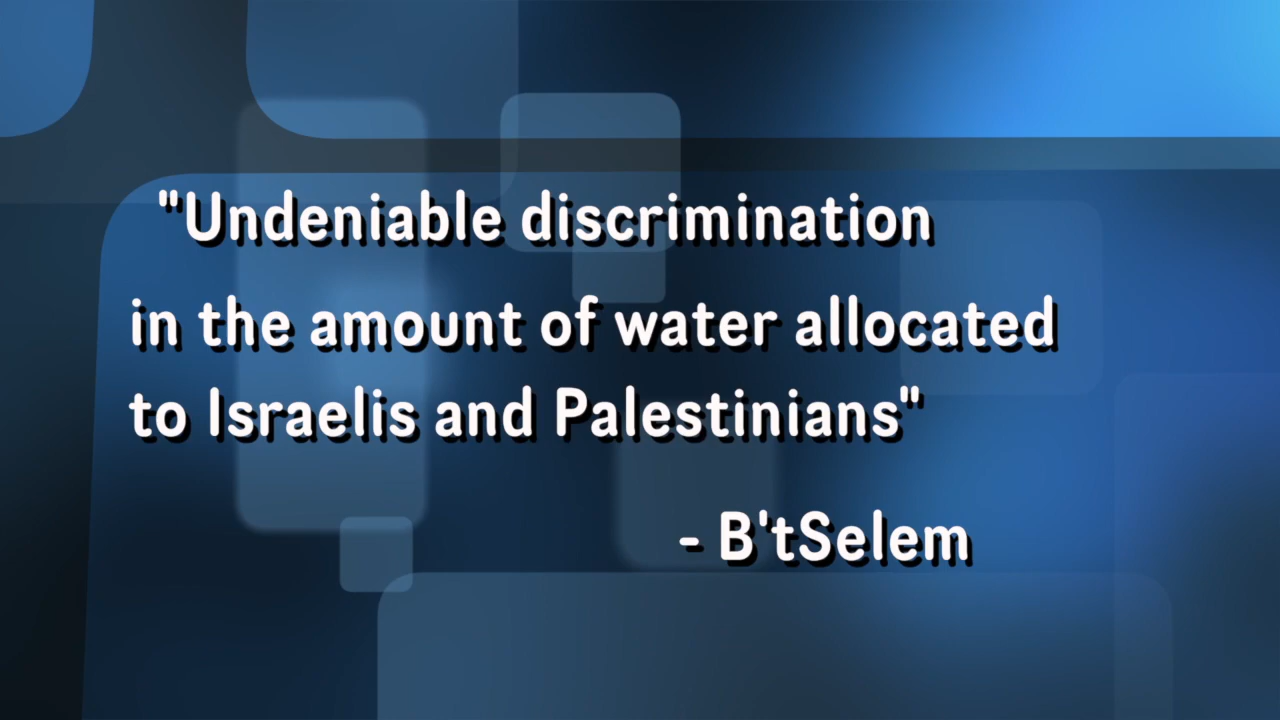 "Undeniable discrimination
in the amount of water allocated
to Israelis and Palestinians"
- B'tSelem